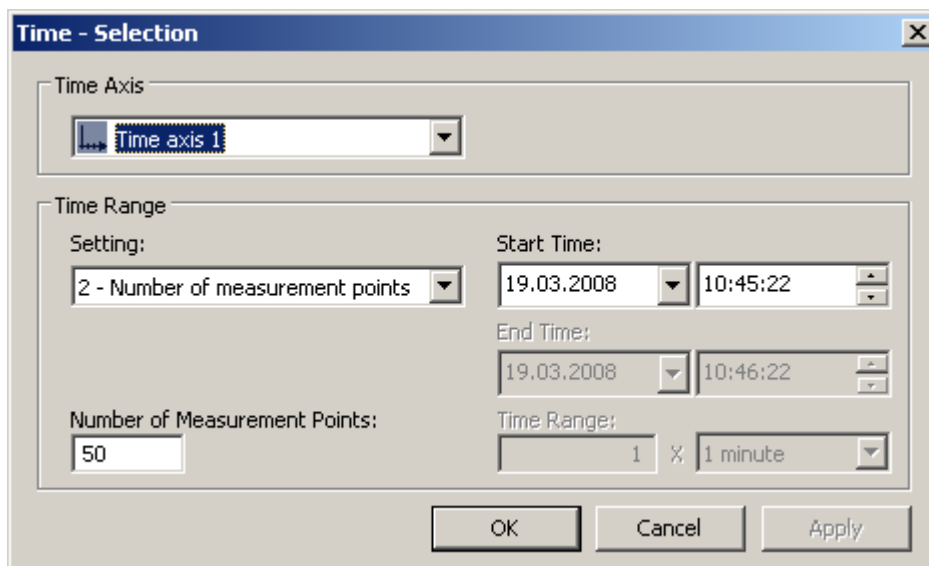 Time - Selection
Time Axis
Time axis 1
Time Range
Setting:
2 - Number of measurement points
Start Time:
19.03.2008 10:45:22
End Time:
19.03.2008 10:46:22
Number of Measurement Points:
50
Time Range:
1 X 1 minute
OK Cancel Apply